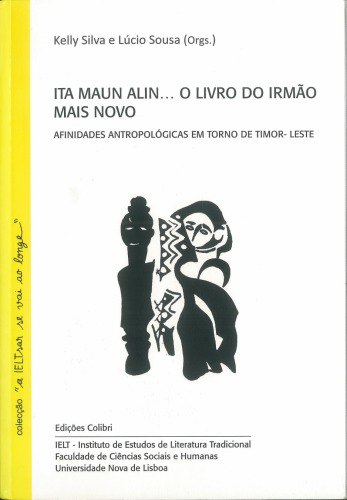 Kelly Silva e Lúcio Sousa (Orgs.)
ITA MAUN ALIN... O LIVRO DO IRMÃO
MAIS NOVO
AFINIDADES ANTROPOLÓGICAS EM TORNO DE TIMOR- LESTE
colecção "a IELTsar se vai ao longe"
Edições Colibri
IELT - Instituto de Estudos de Literatura Tradicional
Faculdade de Ciências Sociais e Humanas
Universidade Nova de Lisboa